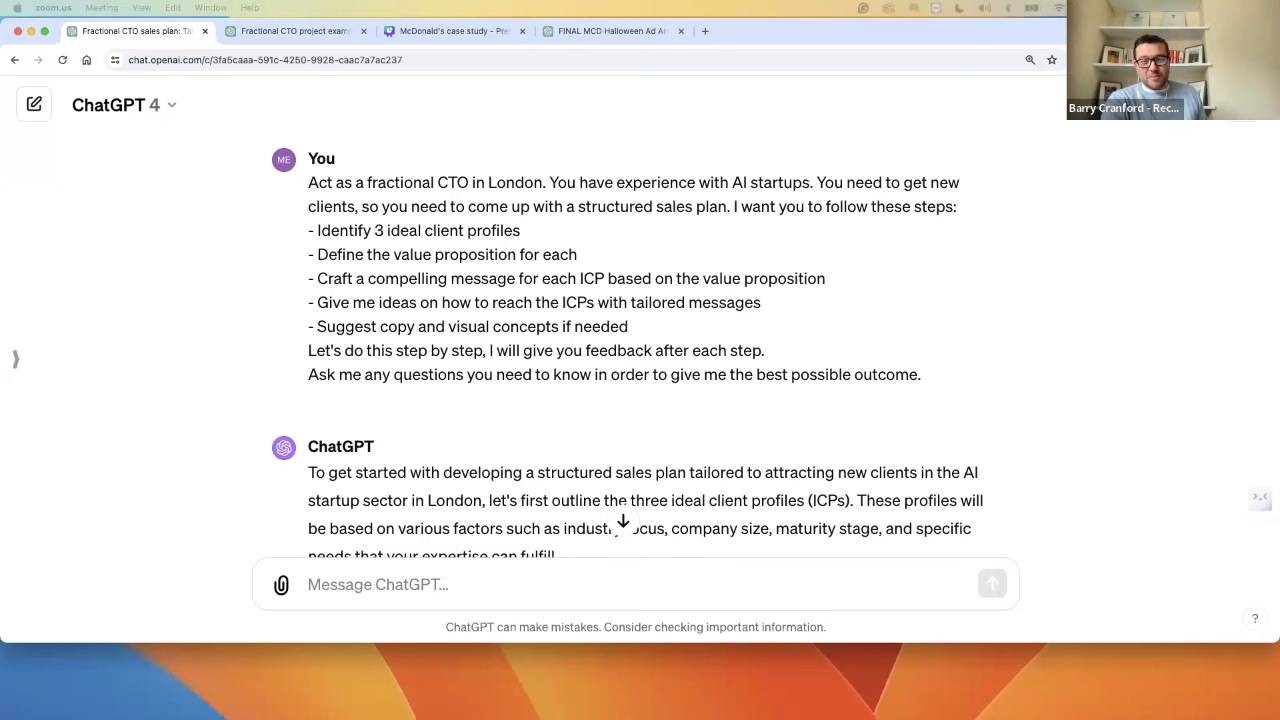 zoom.us Meeting View Edit Window Help
Fractional CTO sales plan: Ta
Fractional CTO project exam
McDonald's case study - Pre
FINAL MCD Halloween Ad An
chat.openai.com/c/3fa5caaa-591c-4250-9928-caac7a7ac237
Barry Cranford - Rec...
ChatGPT 4
ME
You
Act as a fractional CTO in London. You have experience with AI startups. You need to get new
clients, so you need to come up with a structured sales plan. I want you to follow these steps:
- Identify 3 ideal client profiles
- Define the value proposition for each
- Craft a compelling message for each ICP based on the value proposition
- Give me ideas on how to reach the ICPs with tailored messages
- Suggest copy and visual concepts if needed
Let's do this step by step, I will give you feedback after each step.
Ask me any questions you need to know in order to give me the best possible outcome.
ChatGPT
To get started with developing a structured sales plan tailored to attracting new clients in the AI
startup sector in London, let's first outline the three ideal client profiles (ICPs). These profiles will
be based on various factors such as industry focus, company size, maturity stage, and specific
needs that your expertise can fulfill.
Message ChatGPT...
ChatGPT can make mistakes. Consider checking important information.
?